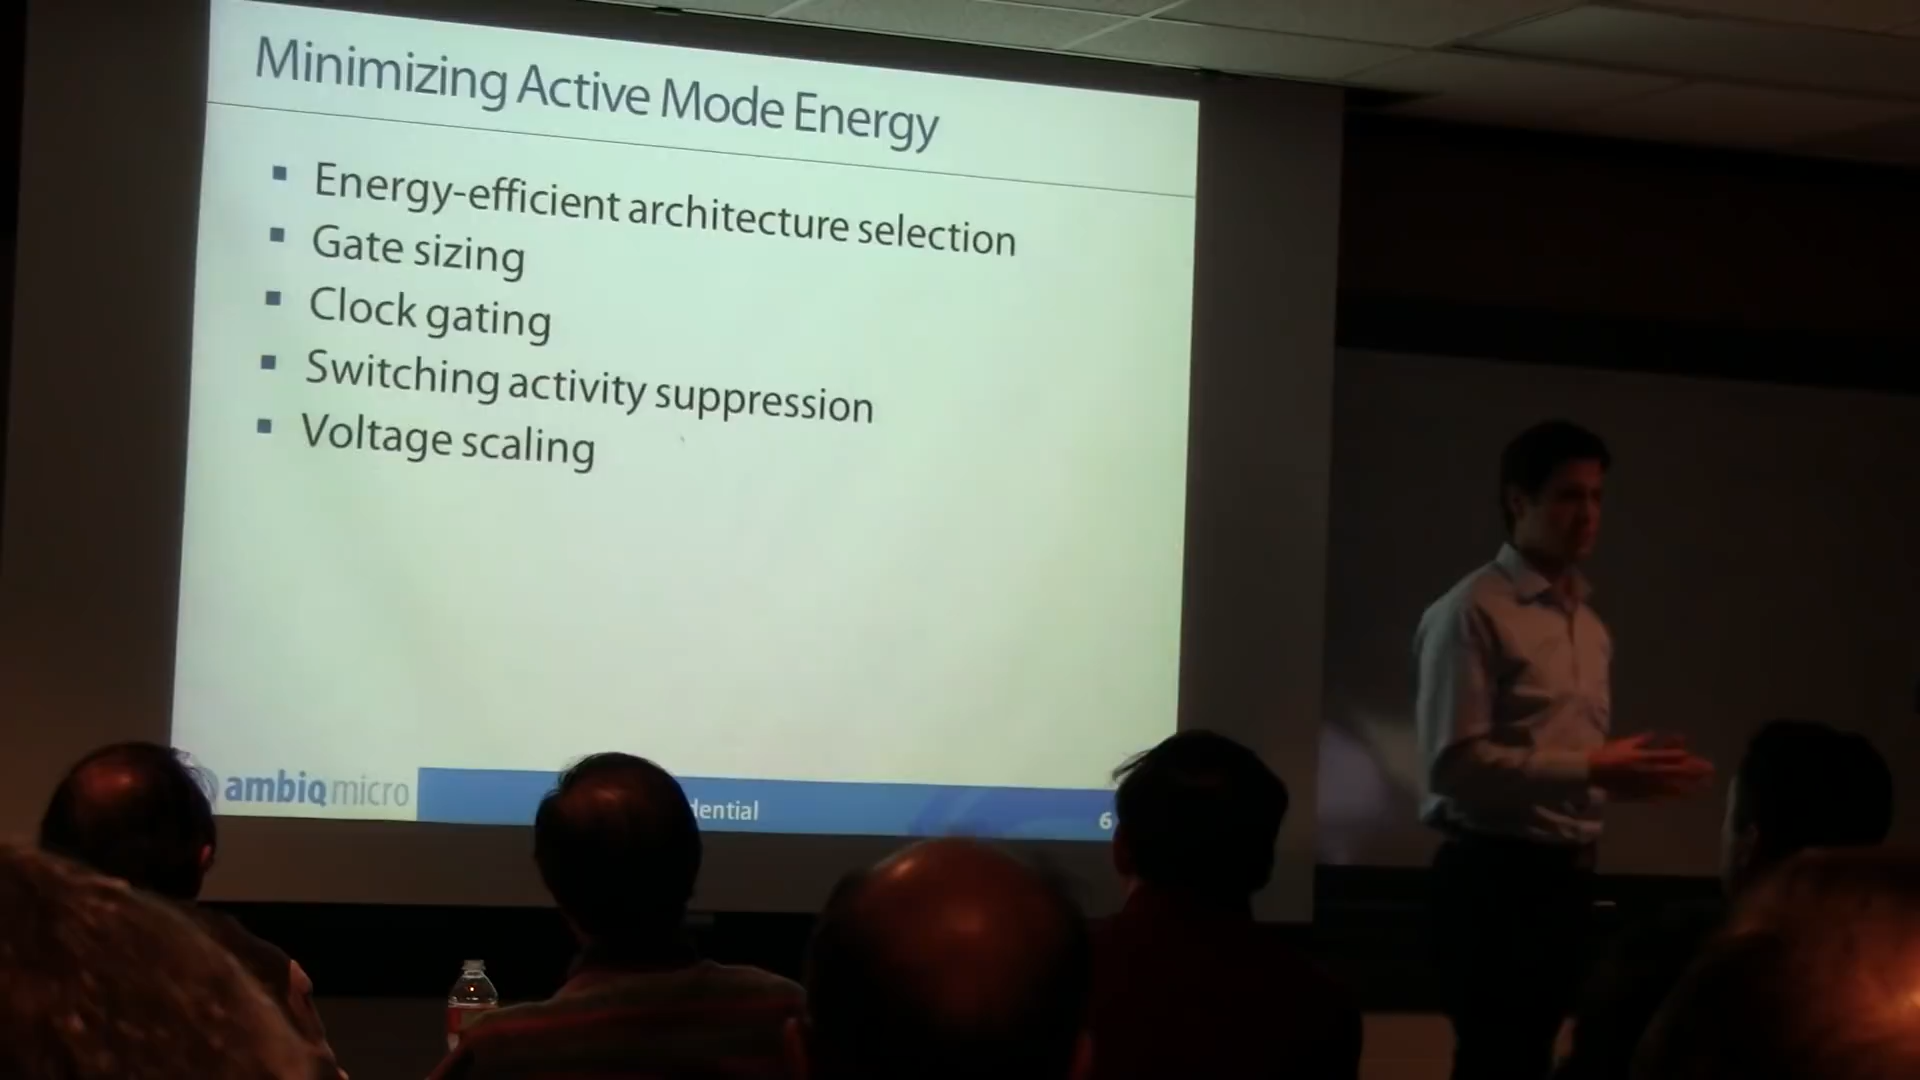 Minimizing Active Mode Energy
Energy-efficient architecture selection
Gate sizing
Clock gating
Switching activity suppression
Voltage scaling
ambiq micro
dential
6